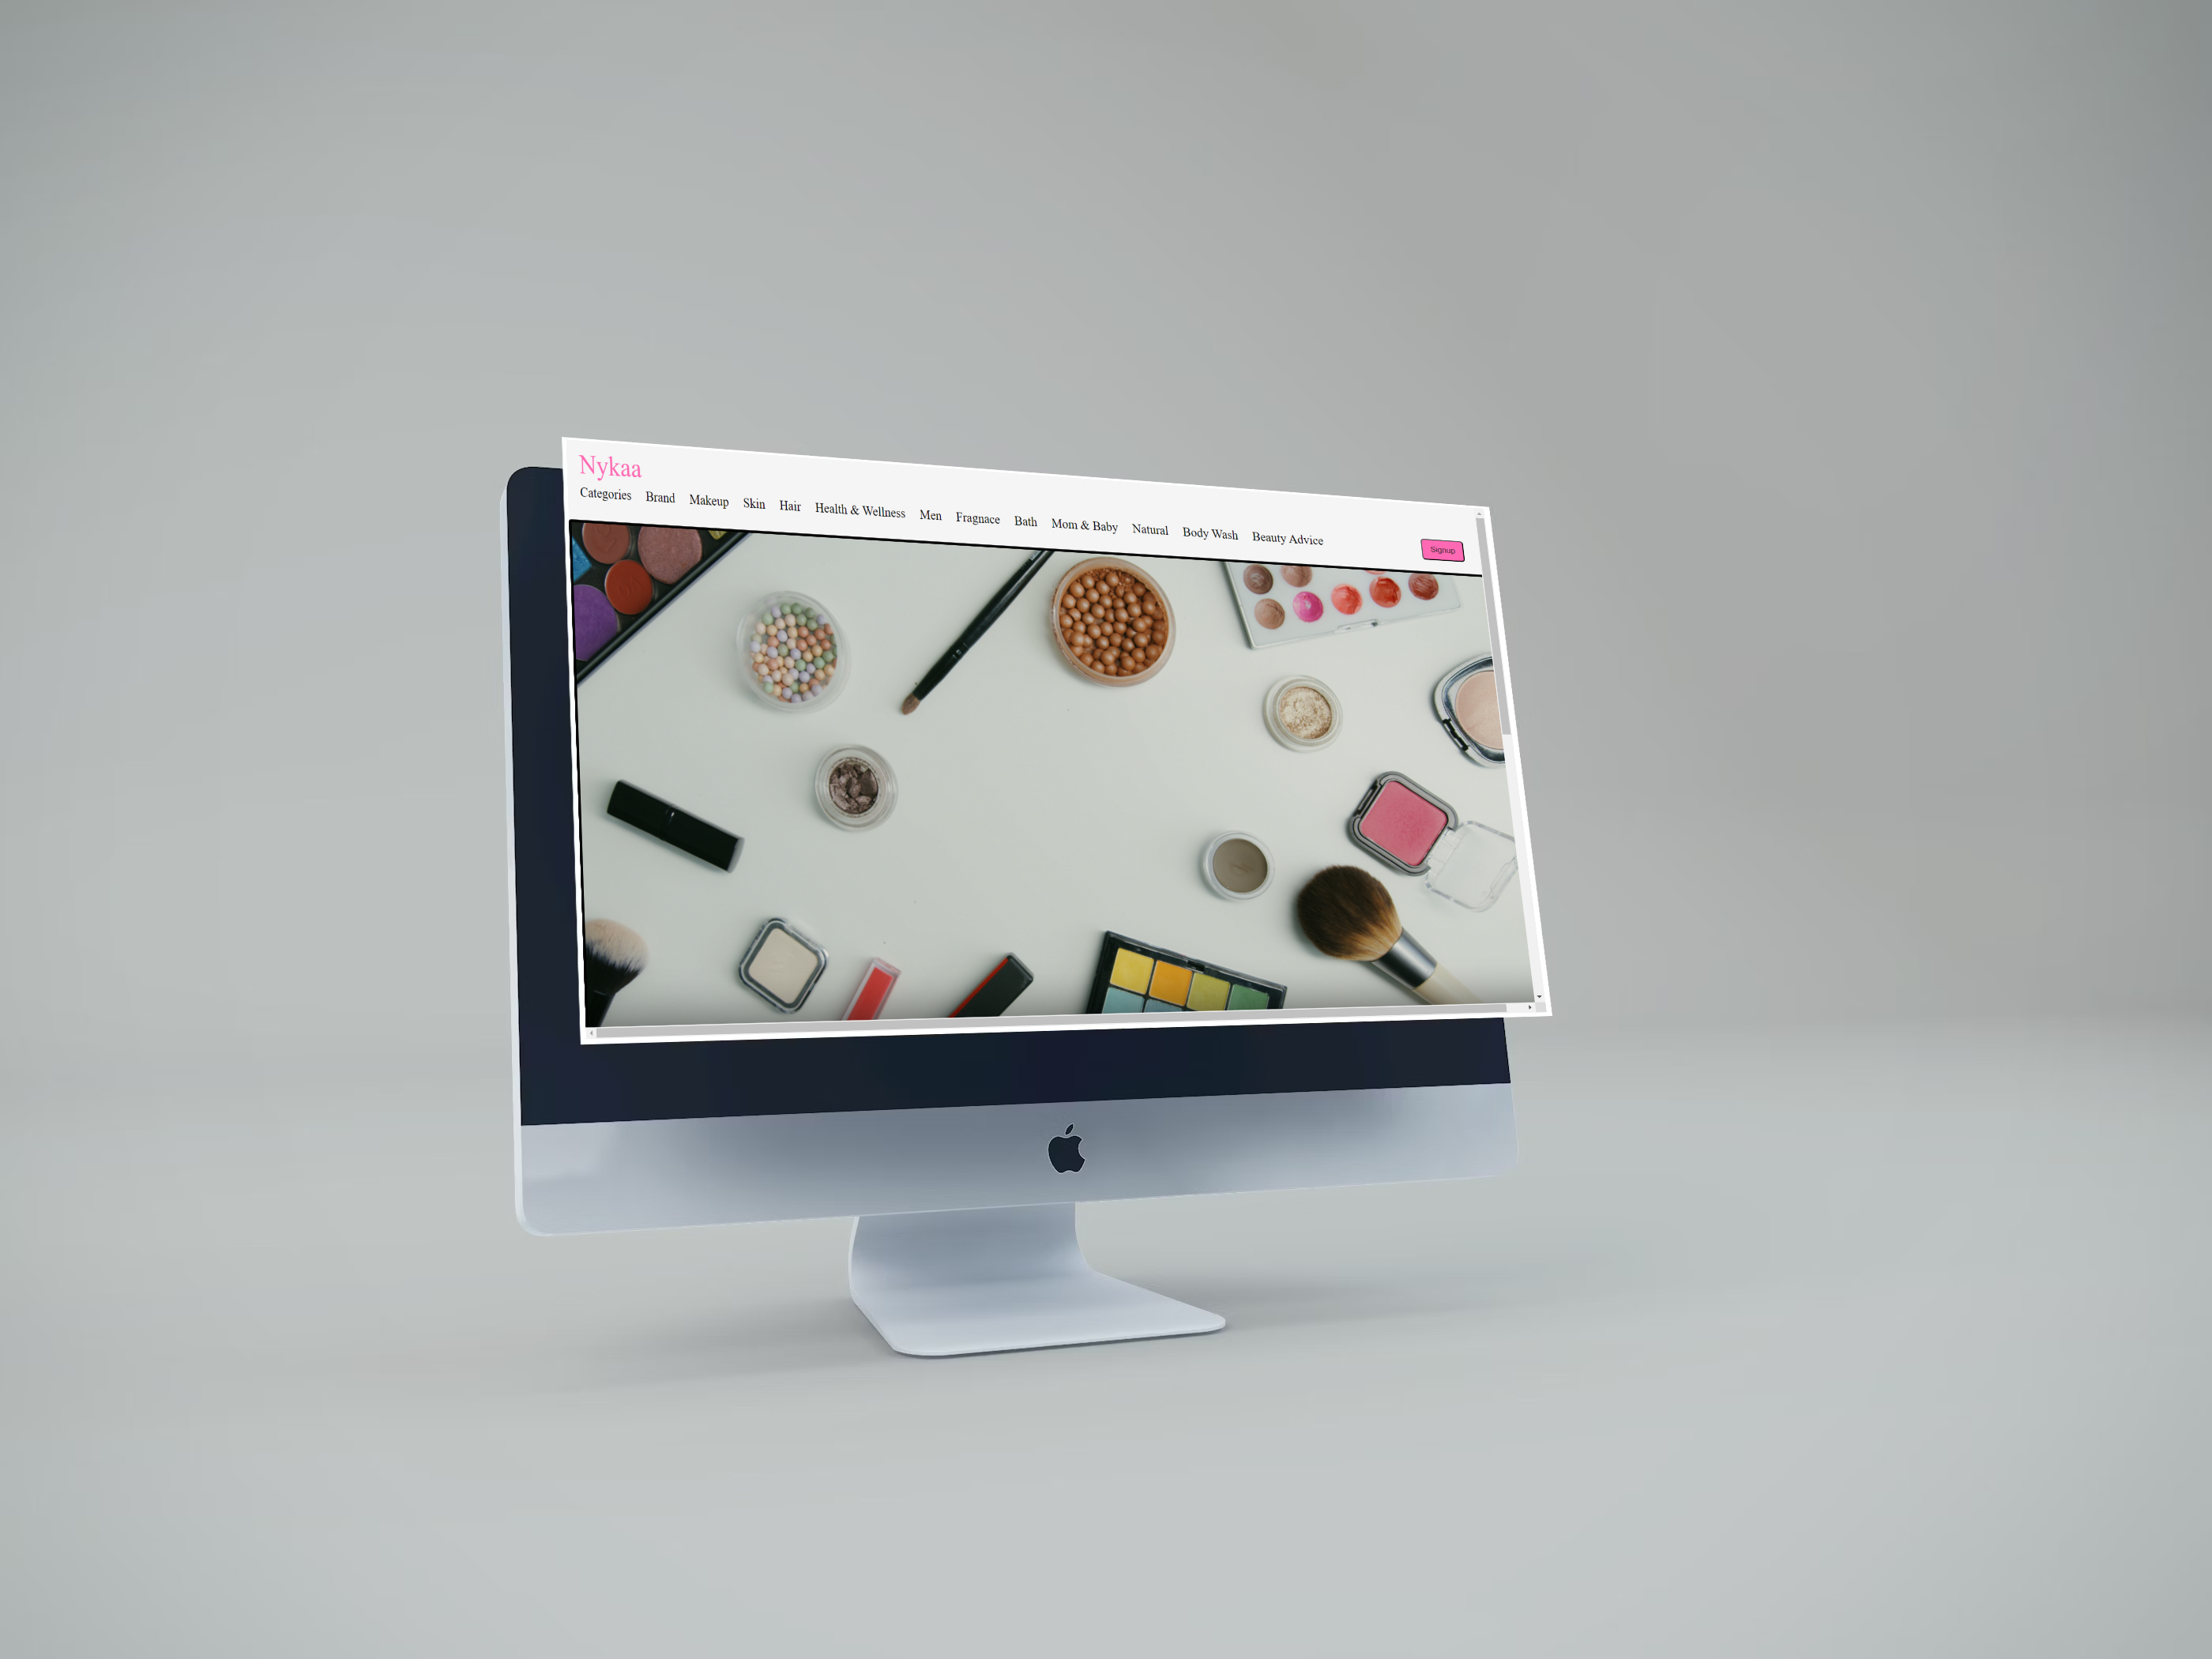 Nykaa
Categories Brand Makeup Skin Hair Health & Wellness Men Fragnace Bath Mom & Baby Natural Body Wash Beauty Advice
Signup